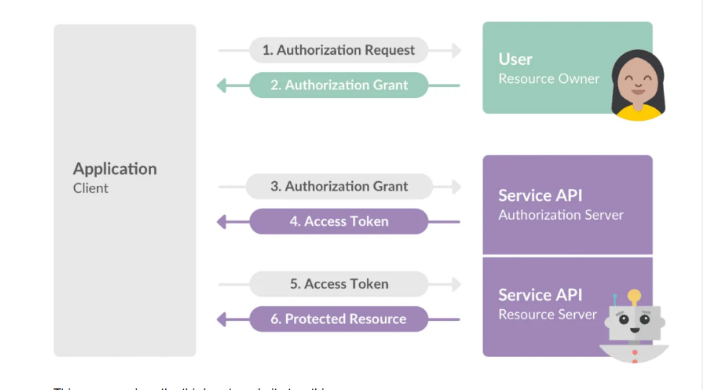 1. Authorization Request
User
Resource Owner
2. Authorization Grant
Application
Client
3. Authorization Grant
Service API
Authorization Server
4. Access Token
5. Access Token
Service API
Resource Server
6. Protected Resource